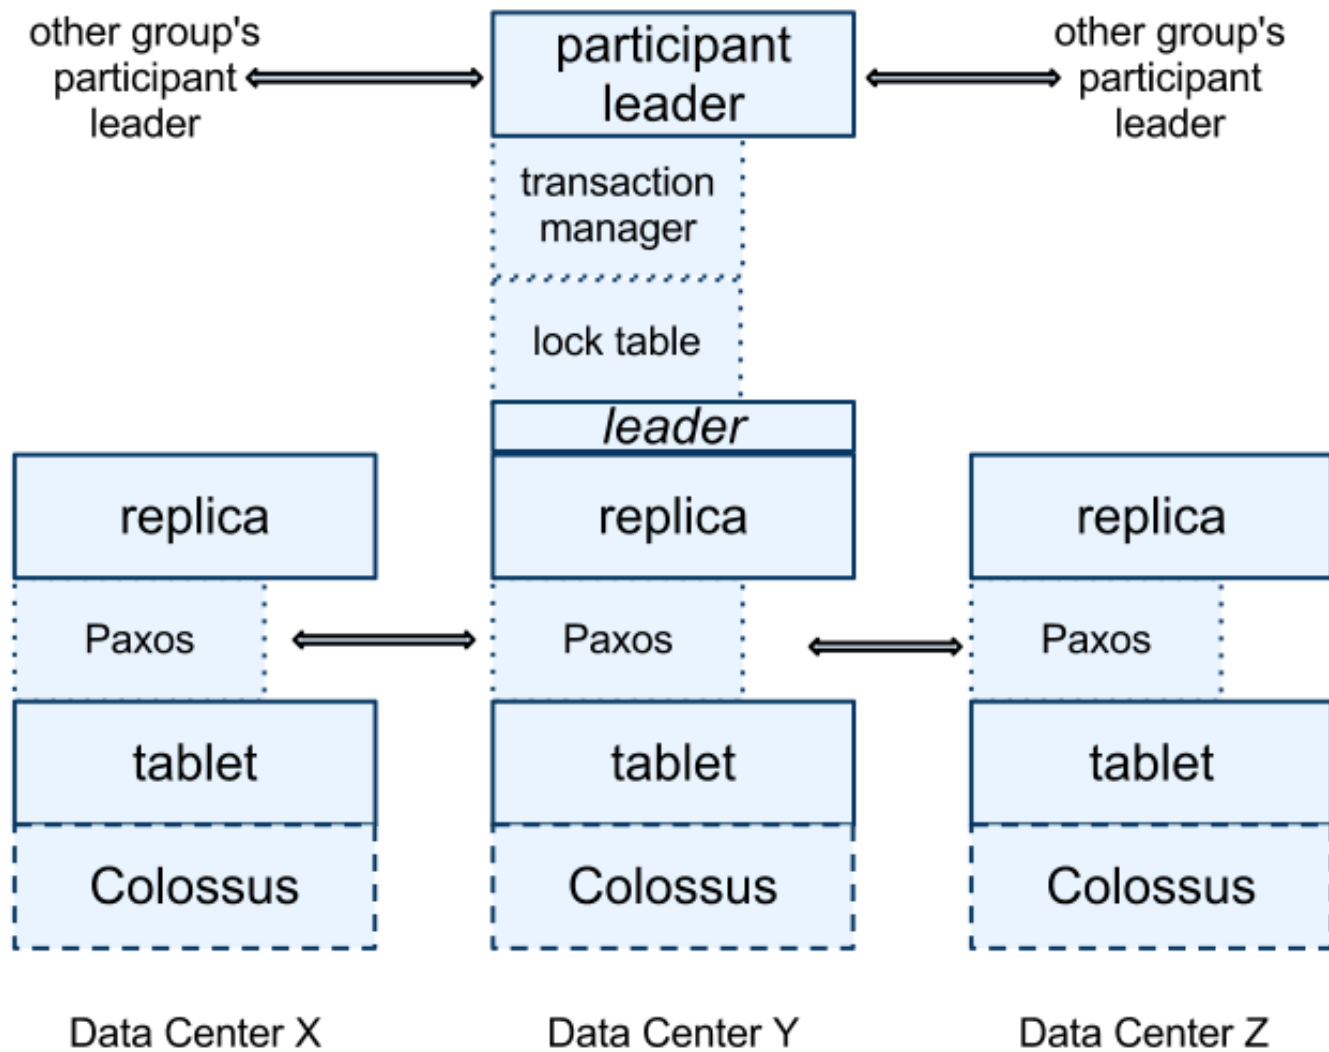 other group's
participant
leader
participant
leader
other group's
participant
leader
transaction
manager
lock table
leader
replica
replica
replica
Paxos
Paxos
Paxos
tablet
tablet
tablet
Colossus
Colossus
Colossus
Data Center X
Data Center Y
Data Center Z